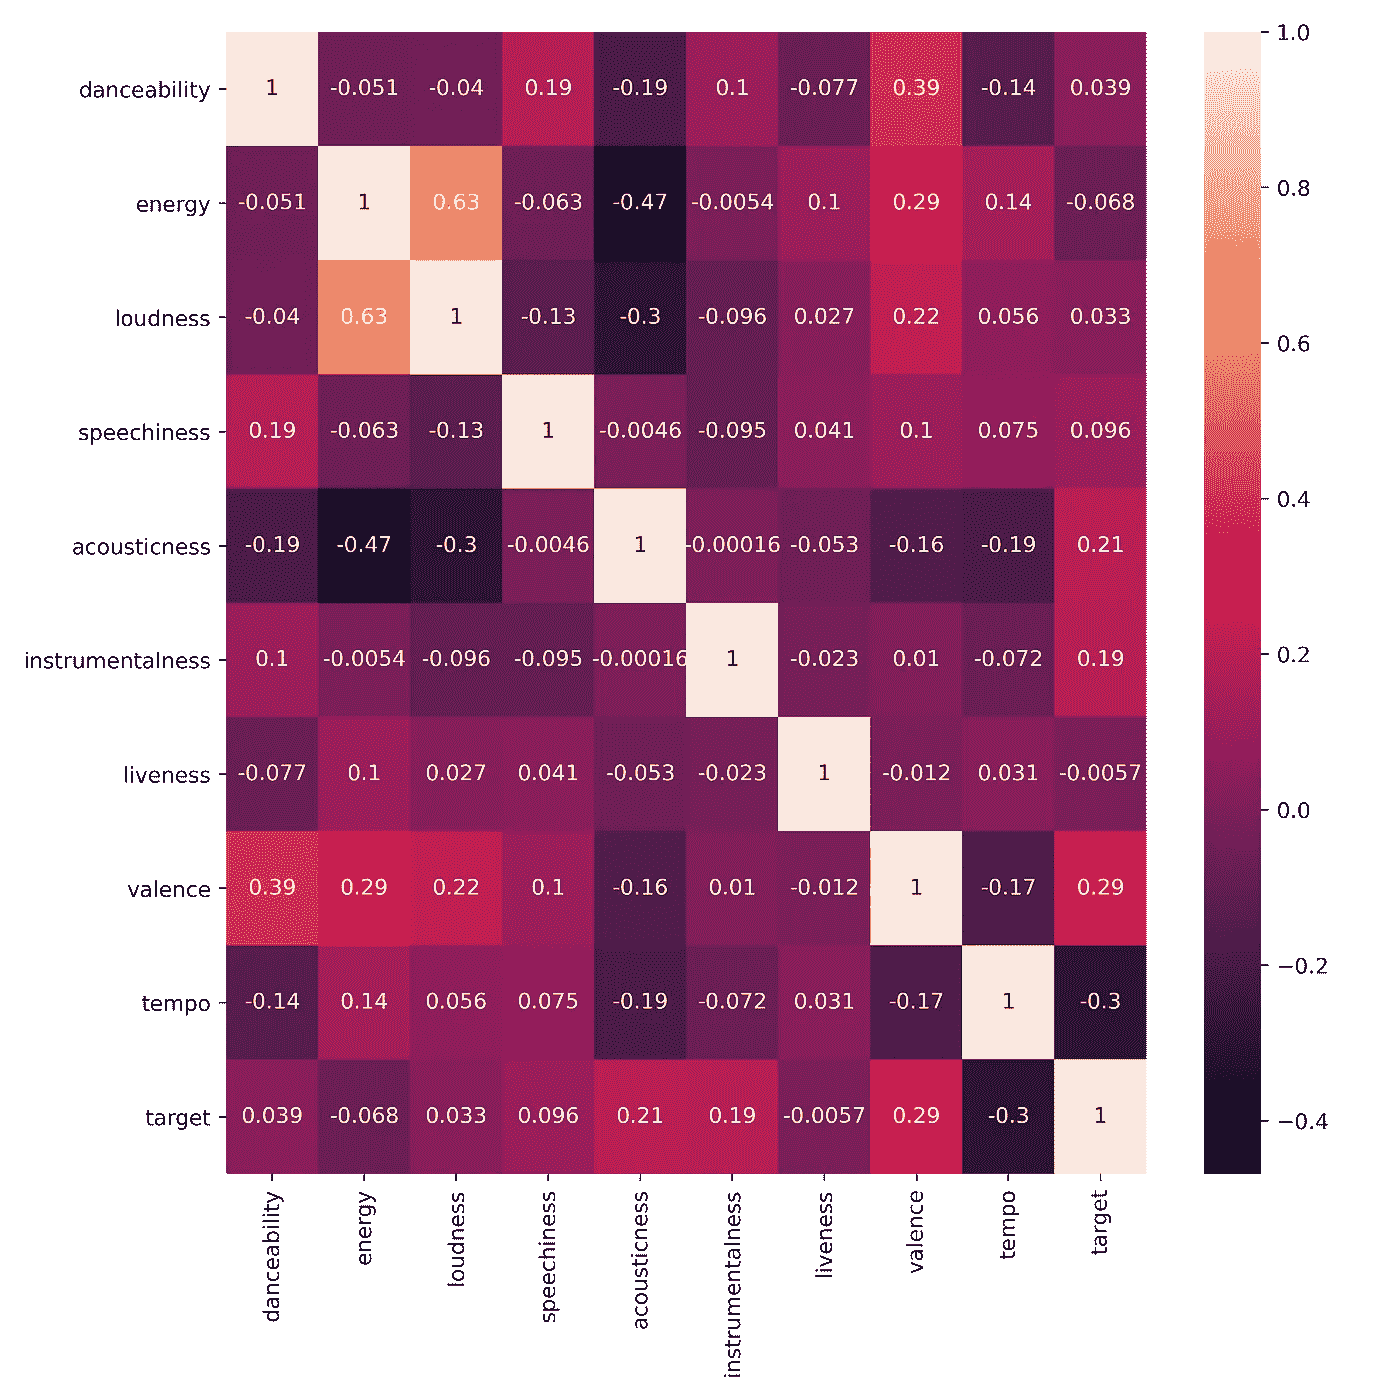 danceability 1 -0.051 -0.04 0.19 -0.19 0.1 -0.077 0.39 -0.14 0.039
energy -0.051 1 0.63 -0.063 -0.47 -0.0054 0.1 0.29 0.14 -0.068
loudness -0.04 0.63 1 -0.13 -0.3 -0.096 0.027 0.22 0.056 0.033
speechiness 0.19 -0.063 -0.13 1 -0.0046 -0.095 0.041 0.1 0.075 0.096
acousticness -0.19 -0.47 -0.3 -0.0046 1 -0.00016 -0.053 -0.16 -0.19 0.21
instrumentalness 0.1 -0.0054 -0.096 -0.095 -0.00016 1 -0.023 0.01 -0.072 0.19
liveness -0.077 0.1 0.027 0.041 -0.053 -0.023 1 -0.012 0.031 -0.0057
valence 0.39 0.29 0.22 0.1 -0.16 0.01 -0.012 1 -0.17 0.29
tempo -0.14 0.14 0.056 0.075 -0.19 -0.072 0.031 -0.17 1 -0.3
target 0.039 -0.068 0.033 0.096 0.21 0.19 -0.0057 0.29 -0.3 1
danceability
energy
loudness
speechiness
acousticness
instrumentalness
liveness
valence
tempo
target
1.0
0.8
0.6
0.4
0.2
0.0
−0.2
−0.4